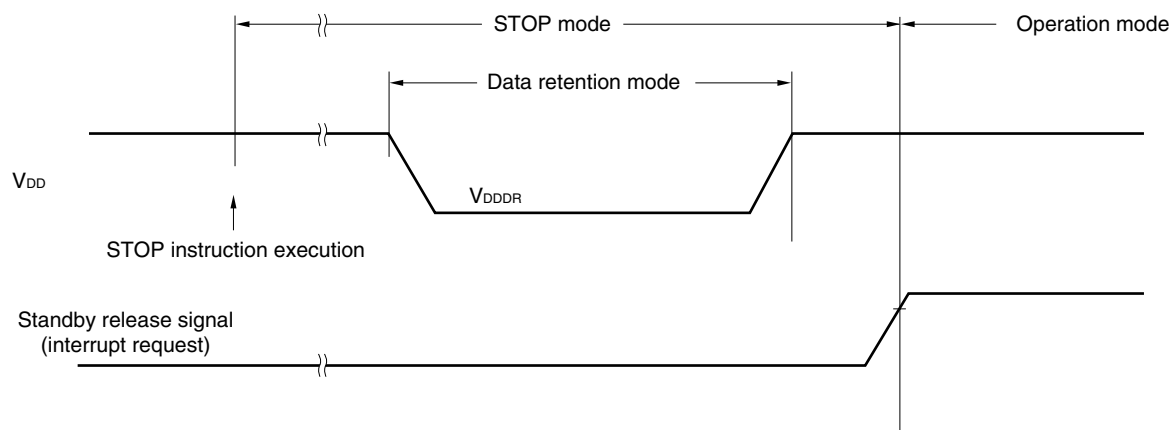 STOP mode
Operation mode
Data retention mode
VDD
VDDDR
STOP instruction execution
Standby release signal
(interrupt request)